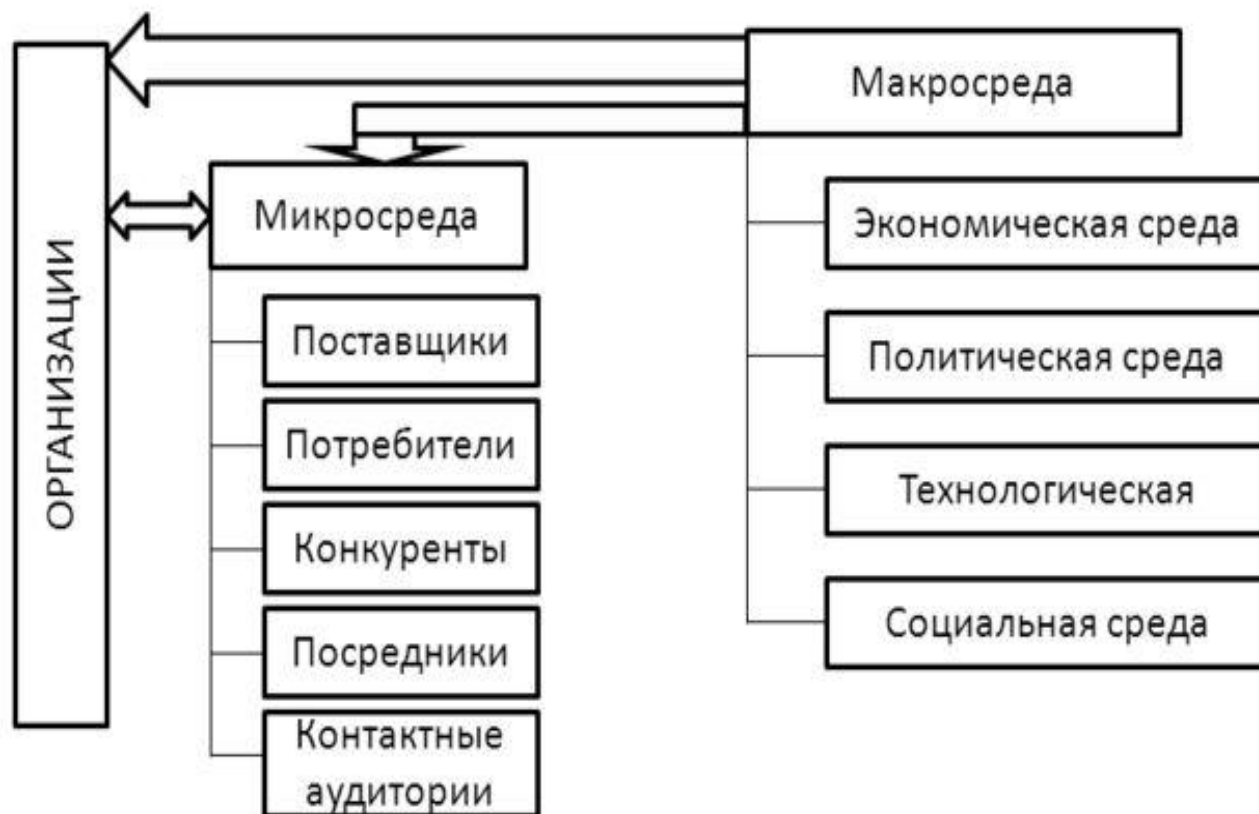 ОРГАНИЗАЦИИ
Макросреда
Микросреда
Поставщики
Потребители
Конкуренты
Посредники
Контактные
аудитории
Экономическая среда
Политическая среда
Технологическая
Социальная среда